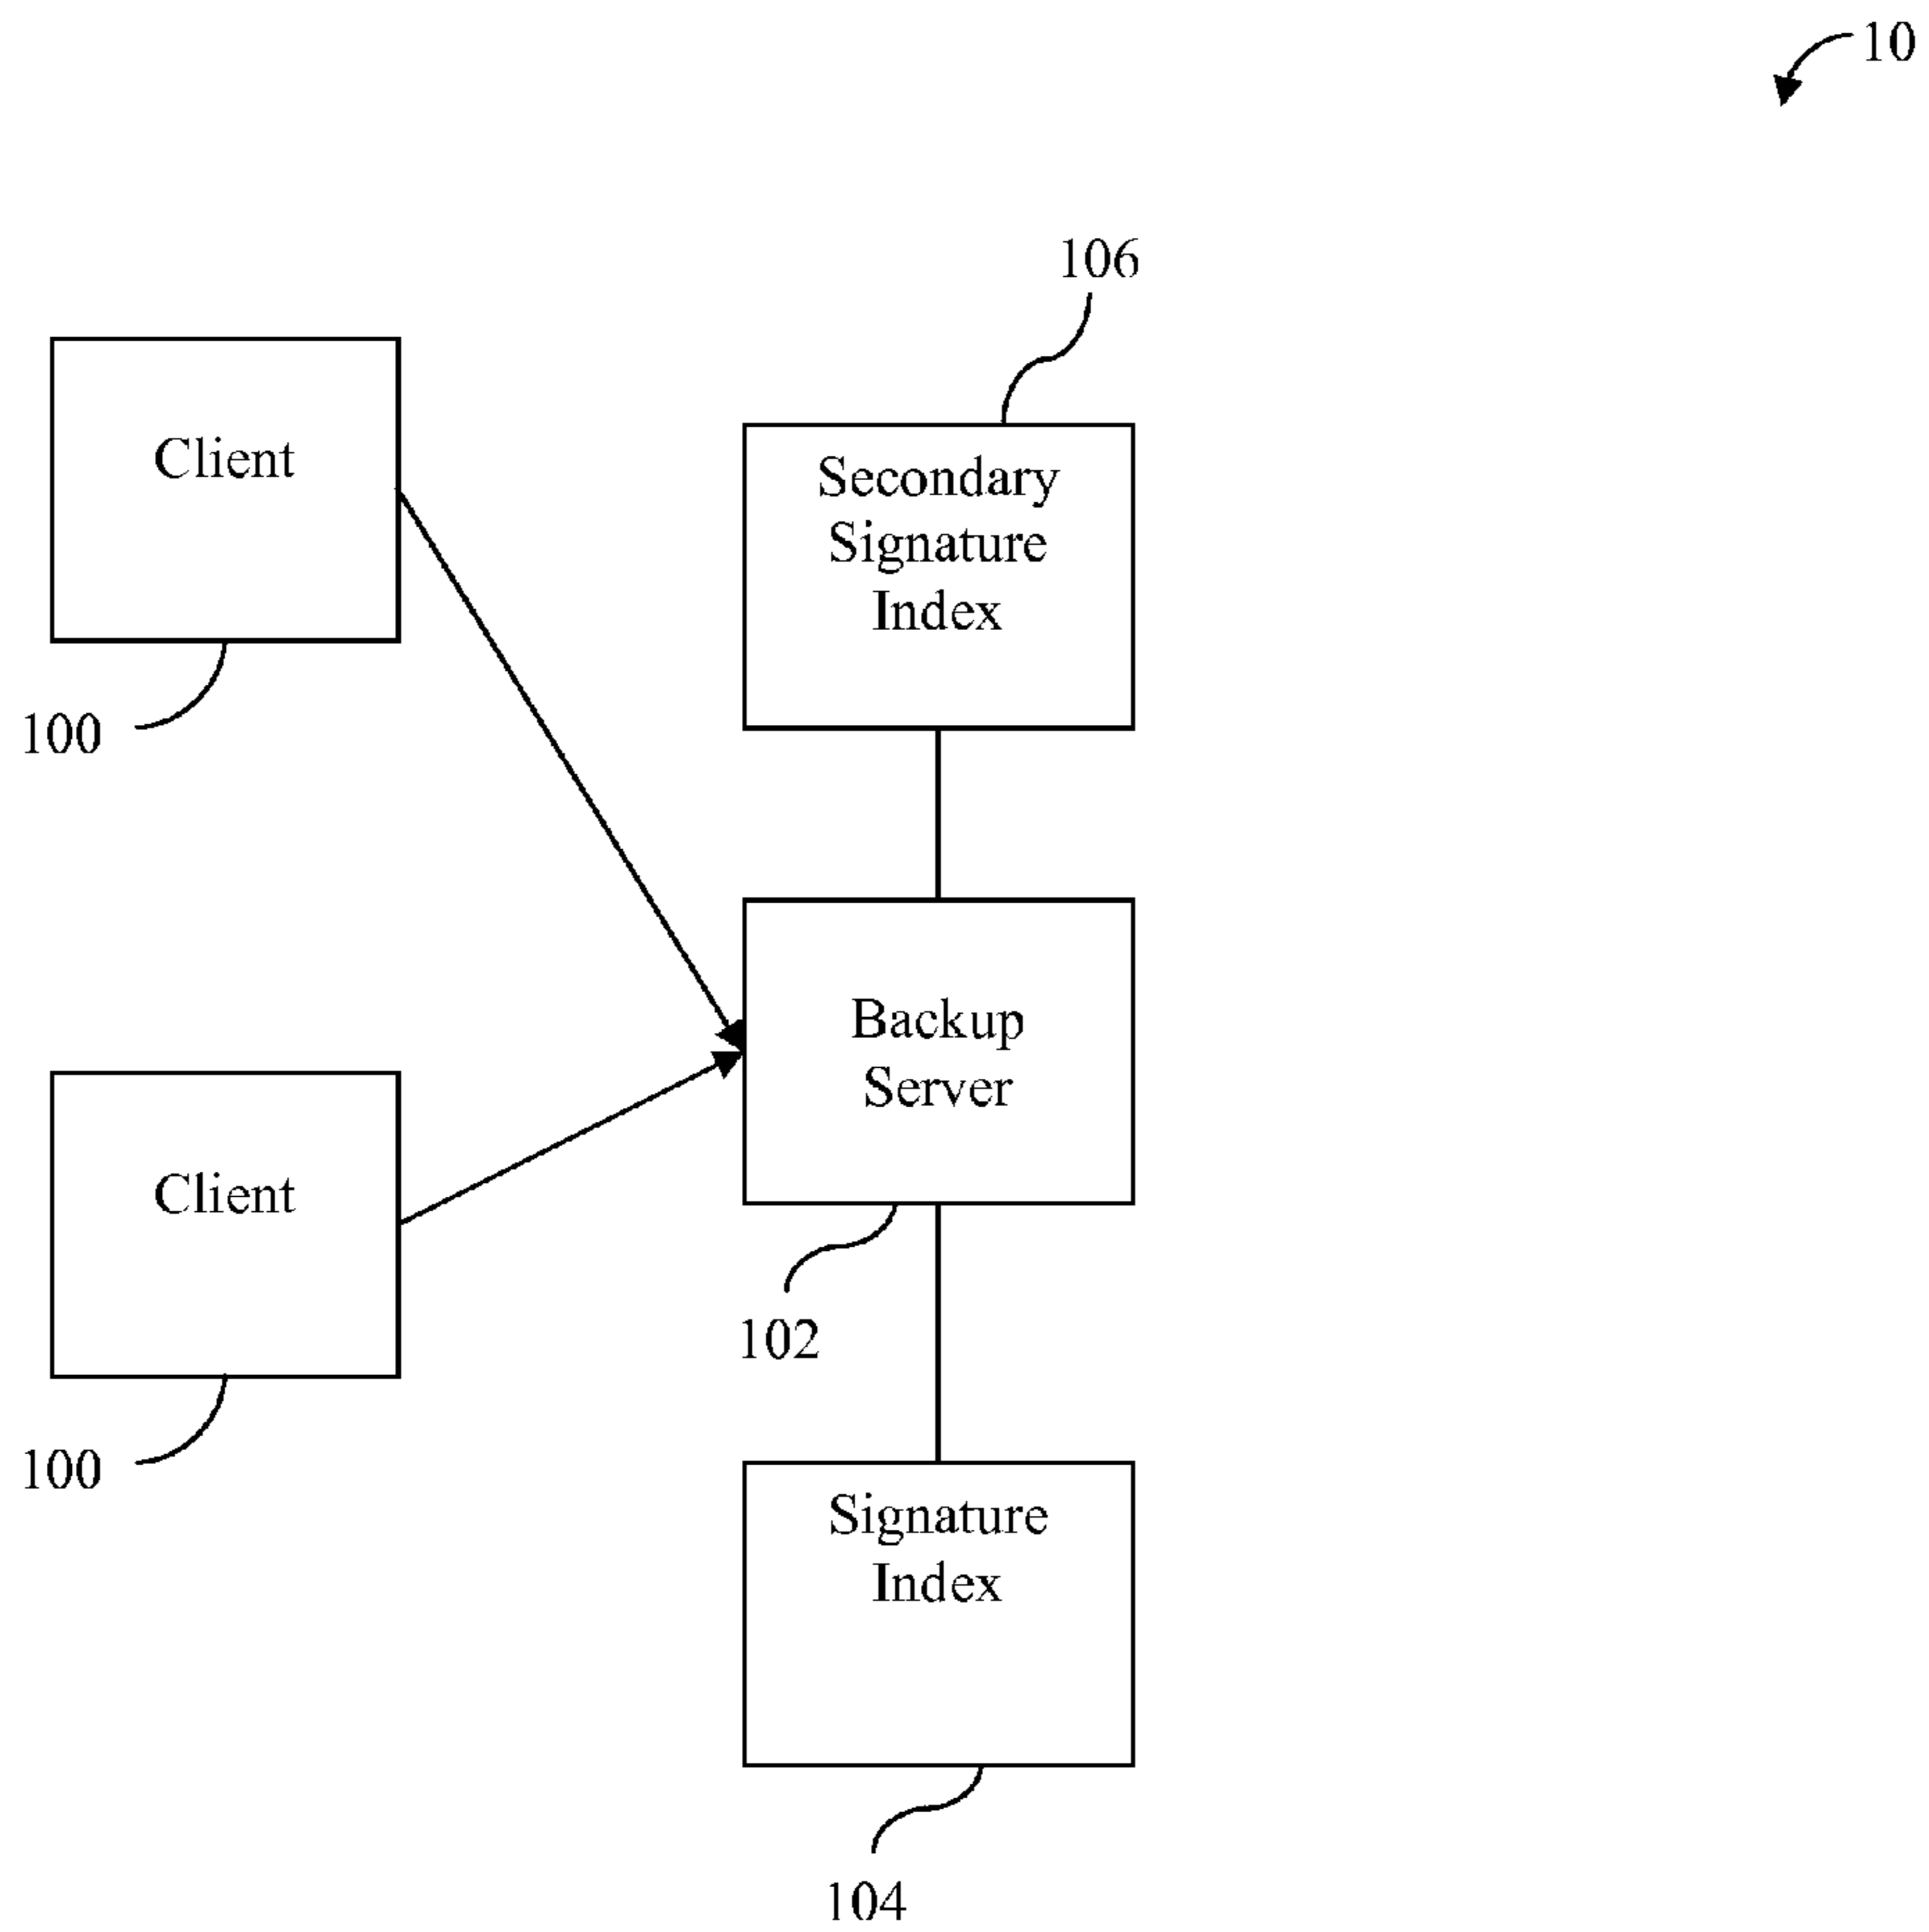 10
106
Client
Secondary
Signature
Index
100
Backup
Server
Client
102
100
Signature
Index
104